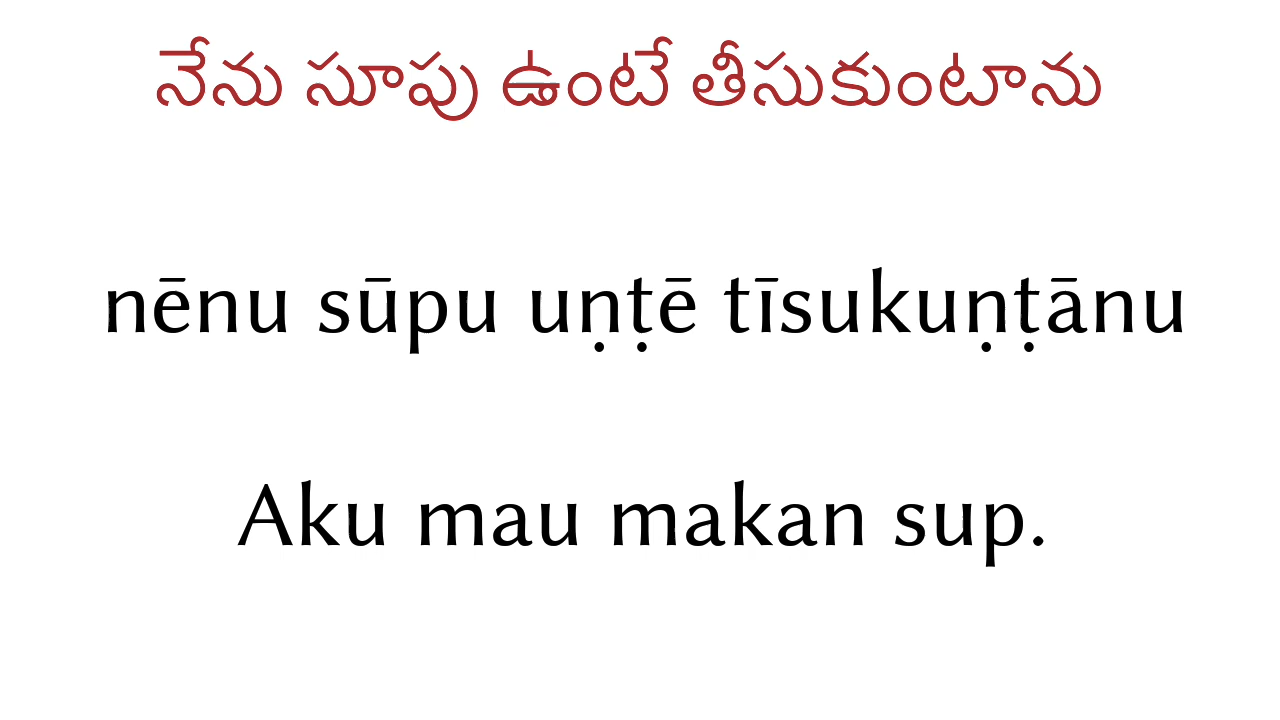 నేను సూపు ఉంటే తీసుకుంటాను
nēnu sūpu uṇṭē tīsukuṇṭānu
Aku mau makan sup.